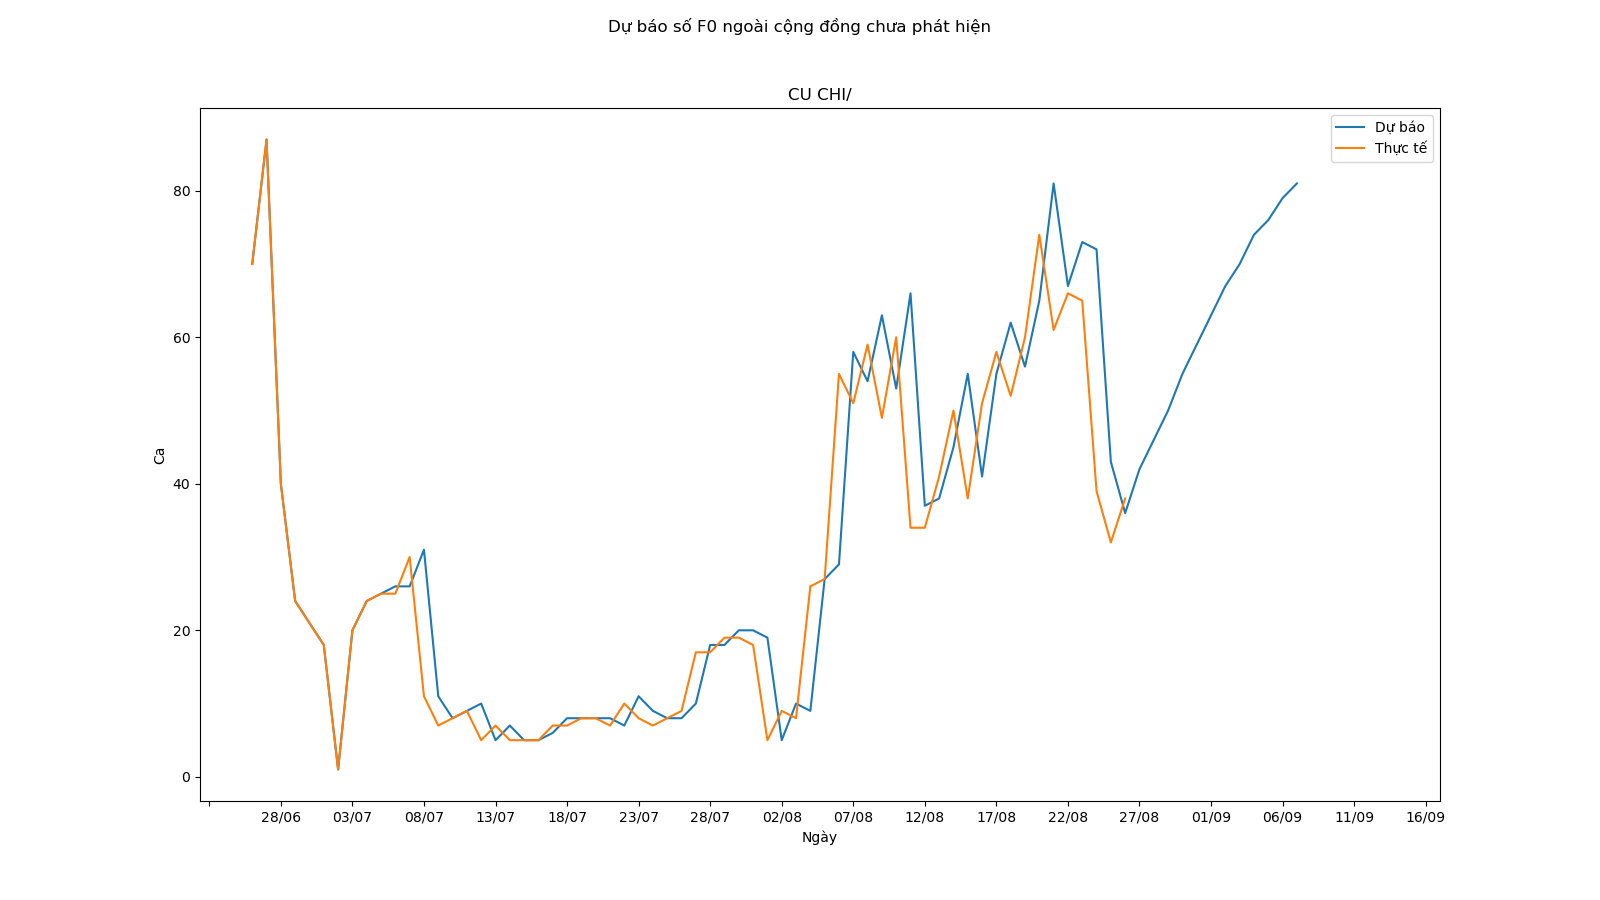 Dự báo số F0 ngoài cộng đồng chưa phát hiện
CU CHI/
Dự báo
Thực tế
80
60
40
20
0
Ca
28/06 03/07 08/07 13/07 18/07 23/07 28/07 02/08 07/08 12/08 17/08 22/08 27/08 01/09 06/09 11/09 16/09
Ngày